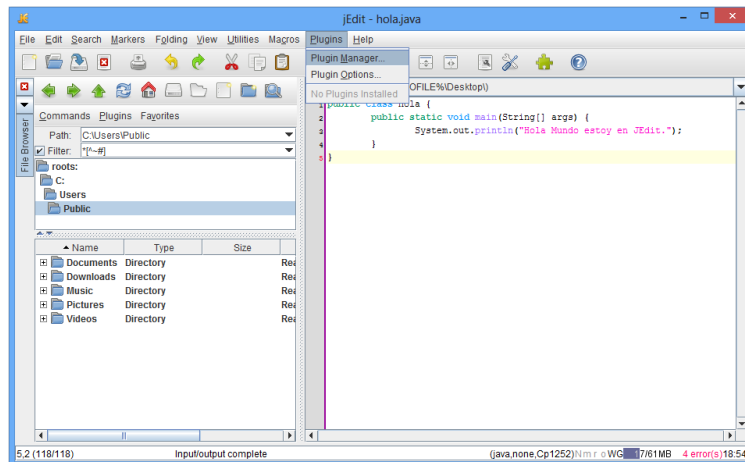 jEdit - hola.java
File Edit Search Markers Folding View Utilities Macros Plugins Help
Plugin Manager...
Plugin Options...
No Plugins Installed
OFILE%\Desktop\)
File Browser
Commands Plugins Favorites
Path: C:\Users\Public
Filter: *[^~#]
roots:
C:
Users
Public
Name Type Size
Documents Directory Rea
Downloads Directory Rea
Music Directory Rea
Pictures Directory Rea
Videos Directory Rea
1 public class hola {
2 public static void main(String[] args) {
3 System.out.println("Hola Mundo estoy en JEdit.");
4 }
5 }
5,2 (118/118) Input/output complete (java,none,Cp1252) N m r o WG 17/61MB 4 error(s) 18:54